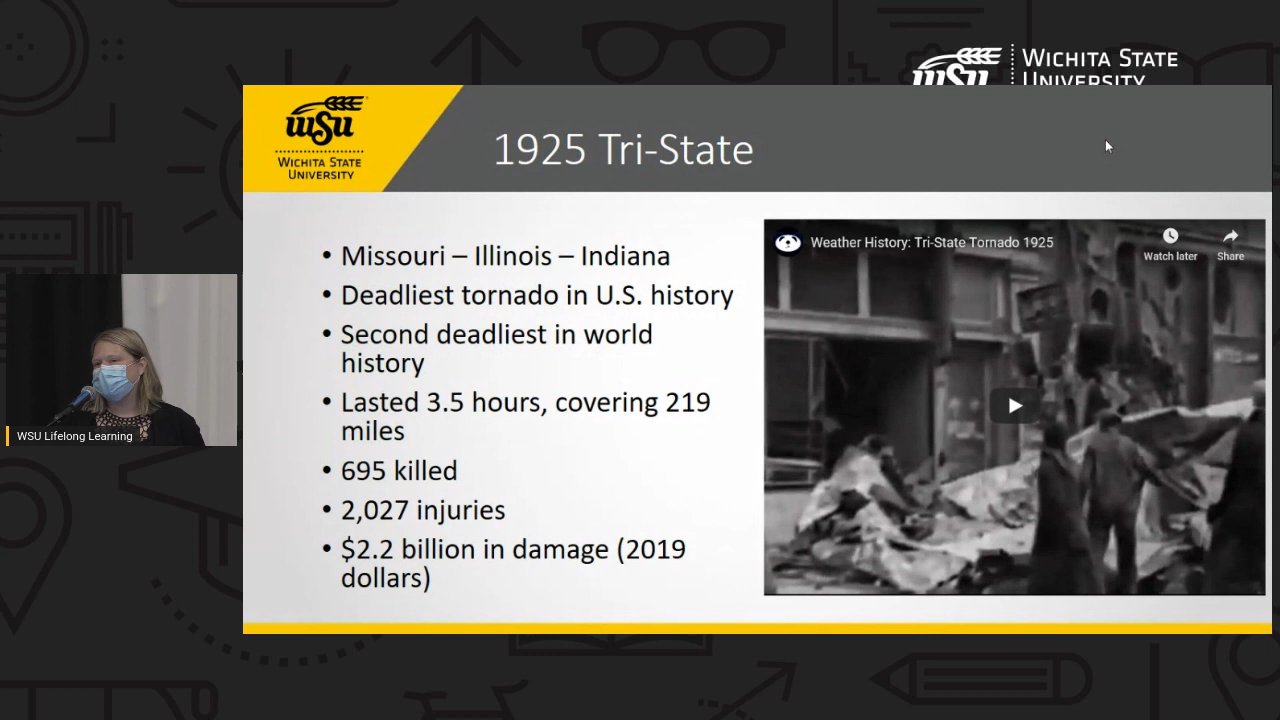 wsu
WICHITA STATE
UNIVERSITY
wsu
WICHITA STATE
UNIVERSITY
1925 Tri-State
• Missouri – Illinois – Indiana
• Deadliest tornado in U.S. history
• Second deadliest in world
history
• Lasted 3.5 hours, covering 219
miles
• 695 killed
• 2,027 injuries
• $2.2 billion in damage (2019
dollars)
Weather History: Tri-State Tornado 1925
Watch later
Share
WSU Lifelong Learning